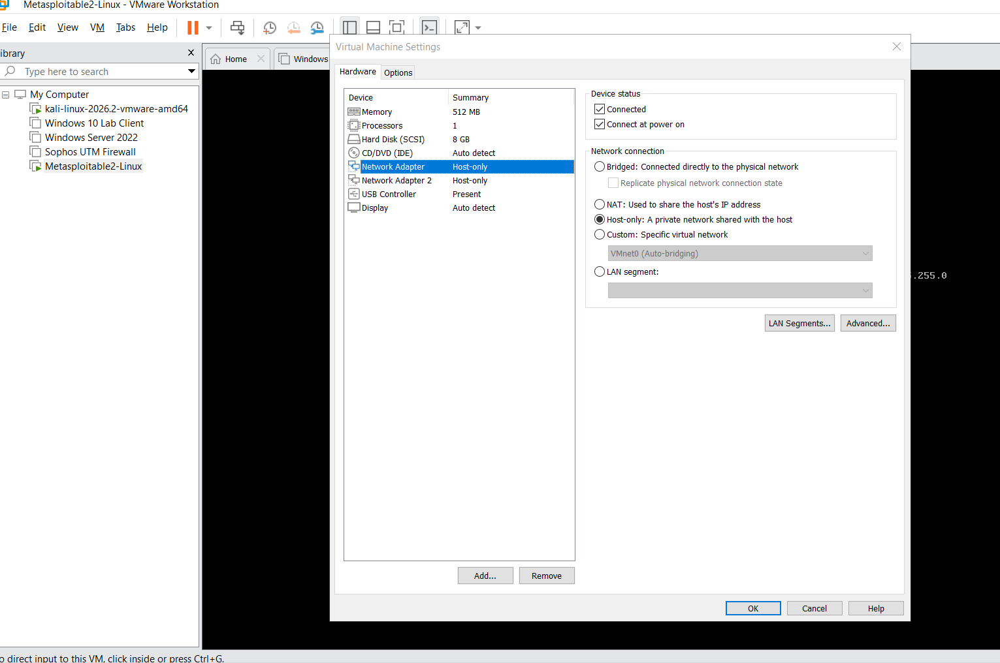 Metasploitable2-Linux - VMware Workstation
File Edit View VM Tabs Help
ibrary
Type here to search
My Computer
kali-linux-2026.2-vmware-amd64
Windows 10 Lab Client
Windows Server 2022
Sophos UTM Firewall
Metasploitable2-Linux
Home
Windows
Virtual Machine Settings
Hardware Options
Device Summary
Memory 512 MB
Processors 1
Hard Disk (SCSI) 8 GB
CD/DVD (IDE) Auto detect
Network Adapter Host-only
Network Adapter 2 Host-only
USB Controller Present
Display Auto detect
Add... Remove
Device status
Connected
Connect at power on
Network connection
Bridged: Connected directly to the physical network
Replicate physical network connection state
NAT: Used to share the host's IP address
Host-only: A private network shared with the host
Custom: Specific virtual network
VMnet0 (Auto-bridging)
LAN segment:
LAN Segments... Advanced...
OK Cancel Help
.255.0
o direct input to this VM, click inside or press Ctrl+G.